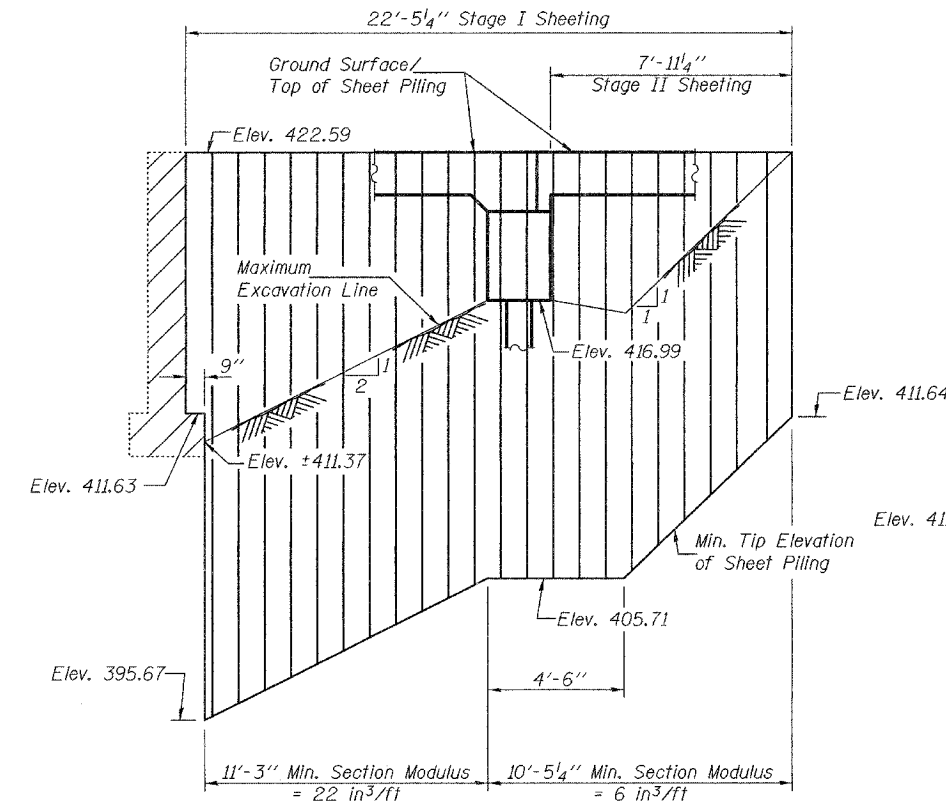 22'-5¼" Stage I Sheeting
Ground Surface/
Top of Sheet Piling
7'-11¼"
Stage II Sheeting
Elev. 422.59
Maximum
Excavation Line
1
1
9"
1
2
Elev. 416.99
Elev. 411.64
Elev. ±411.37
Elev. 411.63
Elev. 41
Min. Tip Elevation
of Sheet Piling
Elev. 405.71
Elev. 395.67
4'-6"
11'-3" Min. Section Modulus
= 22 in³/ft
10'-5¼" Min. Section Modulus
= 6 in³/ft